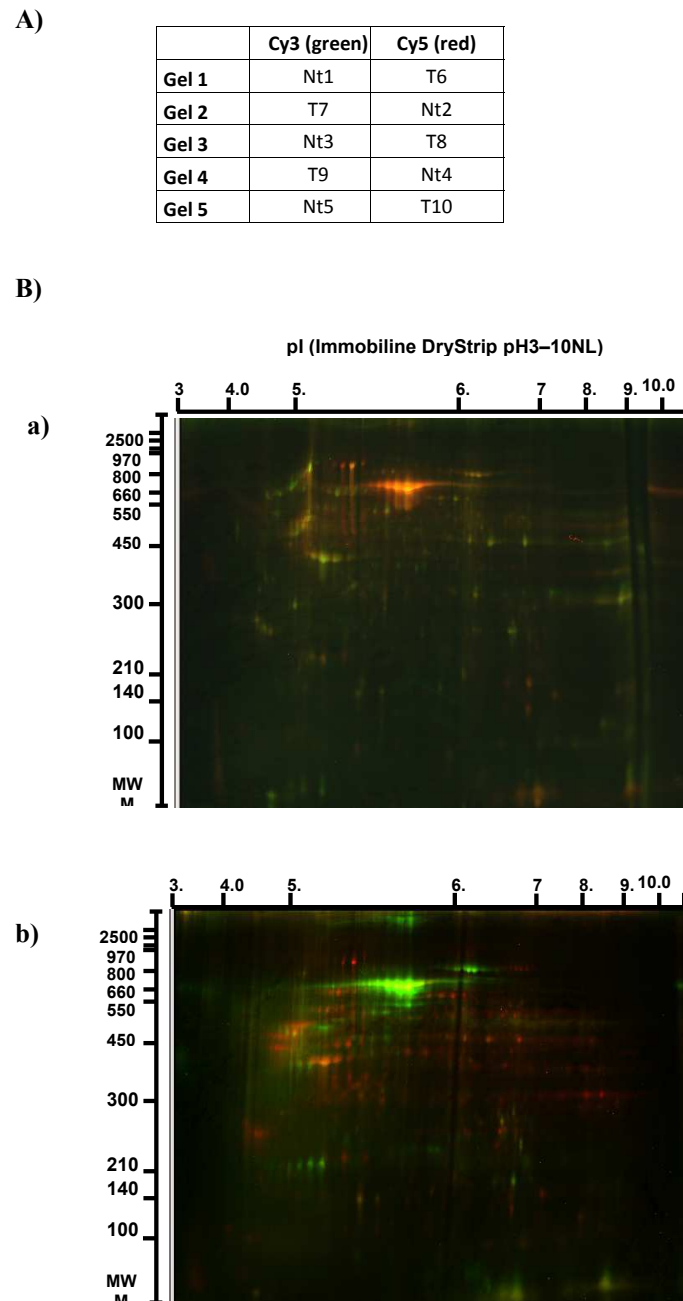 A)
Cy3 (green) Cy5 (red)
Gel 1 Nt1 T6
Gel 2 T7 Nt2
Gel 3 Nt3 T8
Gel 4 T9 Nt4
Gel 5 Nt5 T10
B)
pI (Immobiline DryStrip pH3–10NL)
3 4.0 5. 6. 7 8. 9. 10.0
a)
2500
970
800
660
550
450
300
210
140
100
MW
M
3. 4.0 5. 6. 7 8. 9. 10.0
b)
2500
970
800
660
550
450
300
210
140
100
MW
M